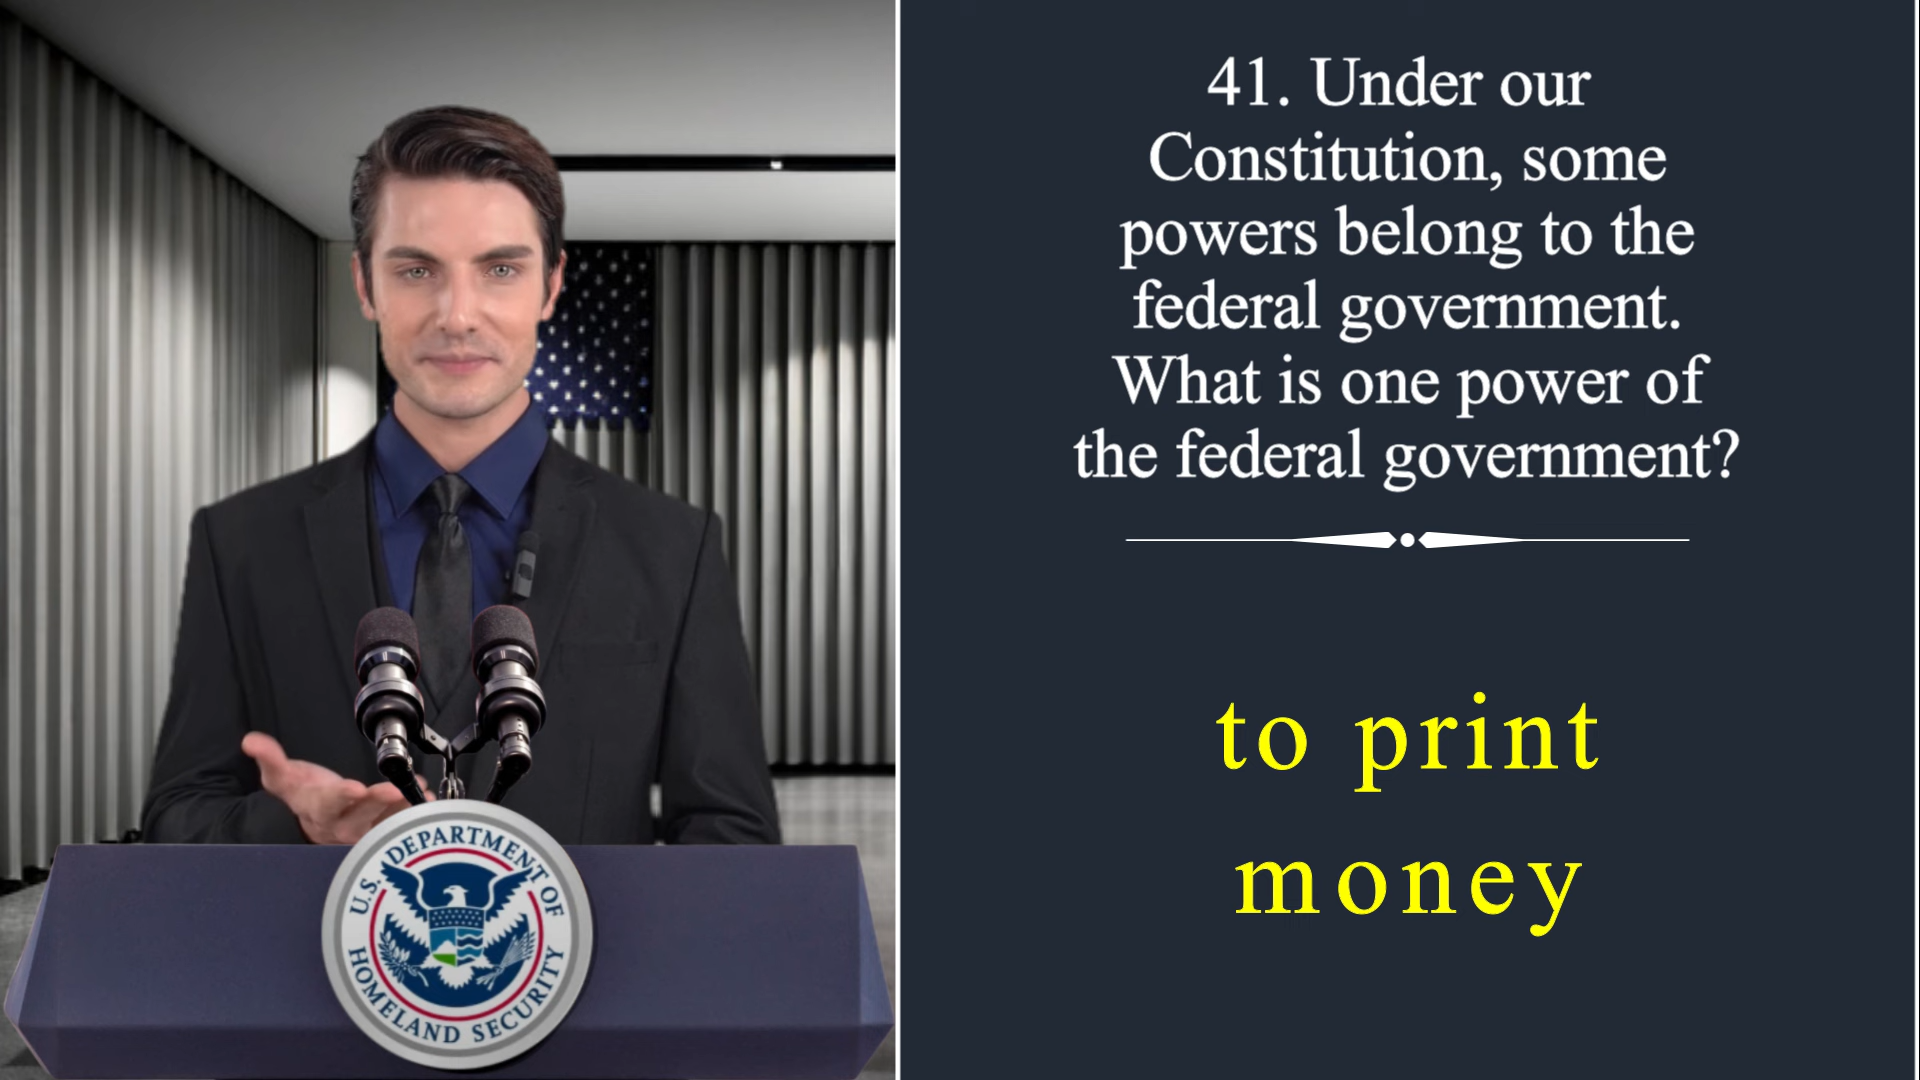 41. Under our
Constitution, some
powers belong to the
federal government.
What is one power of
the federal government?
to print
money
U.S. DEPARTMENT OF
HOMELAND SECURITY